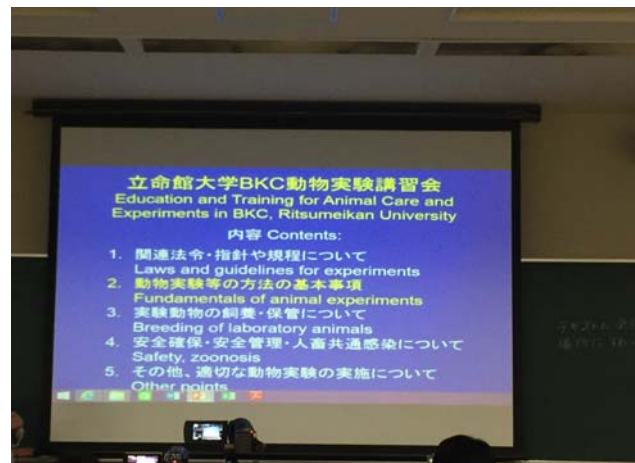 立命館大学BKC動物実験講習会
Education and Training for Animal Care and
Experiments in BKC, Ritsumeikan University
内容 Contents:
1. 関連法令・指針や規程について
Laws and guidelines for experiments
2. 動物実験等の方法の基本事項
Fundamentals of animal experiments
3. 実験動物の飼養・保管について
Breeding of laboratory animals
4. 安全確保・安全管理・人畜共通感染について
Safety, zoonosis
5. その他、適切な動物実験の実施について
Other points